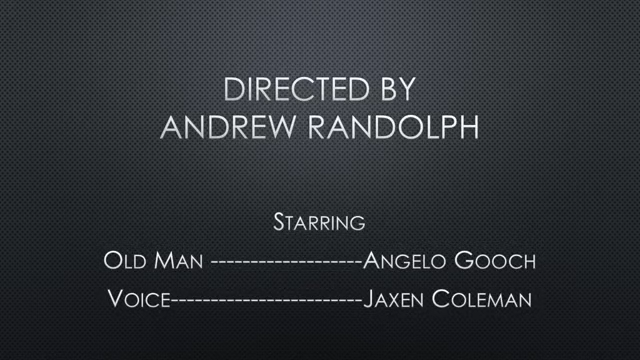 DIRECTED BY
ANDREW RANDOLPH
STARRING
OLD MAN -------------------ANGELO GOOCH
VOICE------------------------JAXEN COLEMAN